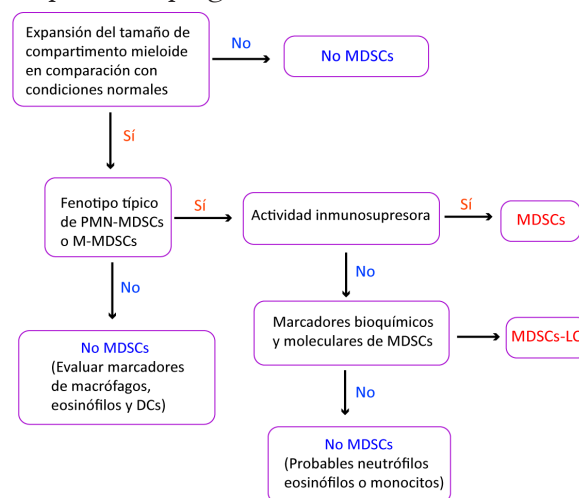 Expansión del tamaño de
compartimento mieloide
en comparación con
condiciones normales
No
No MDSCs
Sí
Fenotipo típico
de PMN-MDSCs
o M-MDSCs
Sí
Actividad inmunosupresora
Sí
MDSCs
No
No
No MDSCs
(Evaluar marcadores
de macrófagos,
eosinófilos y DCs)
Marcadores bioquímicos
y moleculares de MDSCs
MDSCs-LC
No
No MDSCs
(Probables neutrófilos
eosinófilos o monocitos)